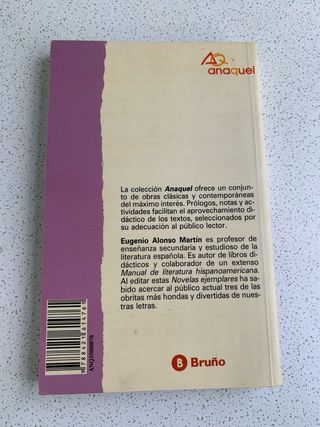 AQ
anaquel
La colección Anaquel ofrece un conjun-
to de obras clásicas y contemporáneas
del máximo interés. Prólogos, notas y ac-
tividades facilitan el aprovechamiento di-
dáctico de los textos, seleccionados por
su adecuación al público lector.
Eugenio Alonso Martín es profesor de
enseñanza secundaria y estudioso de la
literatura española. Es autor de libros di-
dácticos y colaborador de un extenso
Manual de literatura hispanoamericana.
Al editar estas Novelas ejemplares ha sa-
bido acercar al público actual tres de las
obritas más hondas y divertidas de nues-
tras letras.
B Bruño